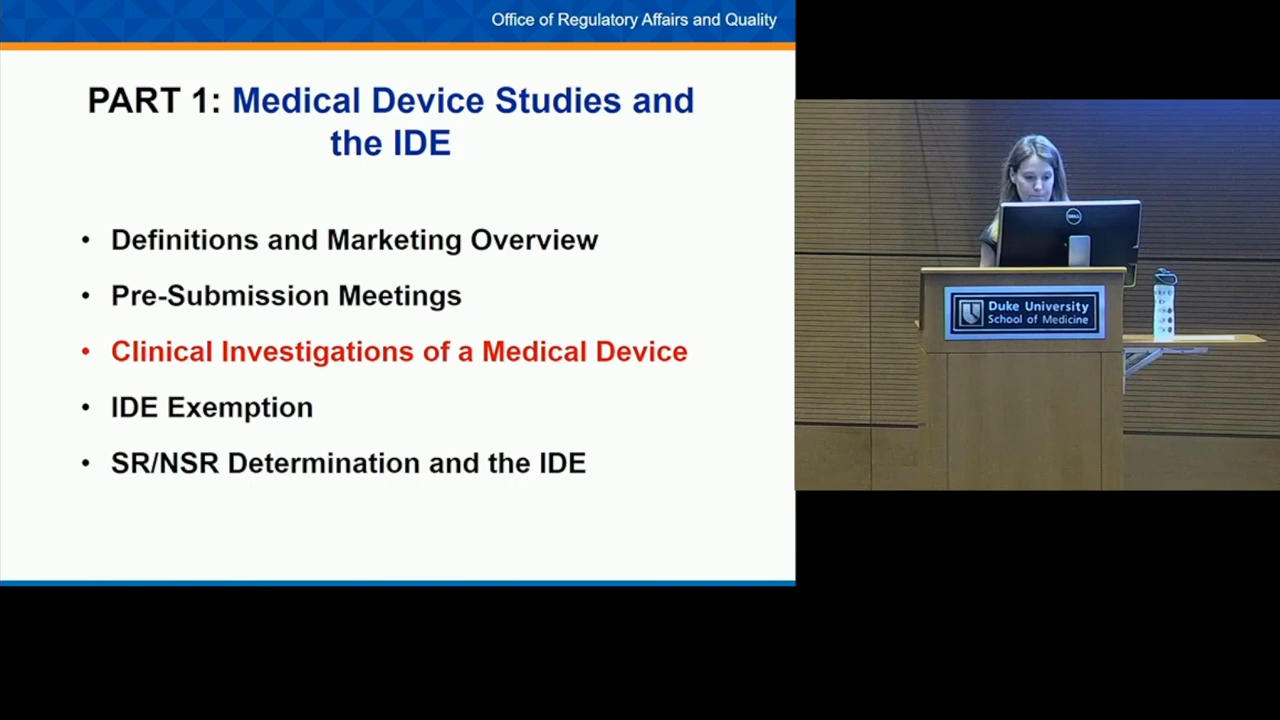 Office of Regulatory Affairs and Quality
PART 1: Medical Device Studies and
the IDE
• Definitions and Marketing Overview
• Pre-Submission Meetings
• Clinical Investigations of a Medical Device
• IDE Exemption
• SR/NSR Determination and the IDE
DELL
Duke University
School of Medicine